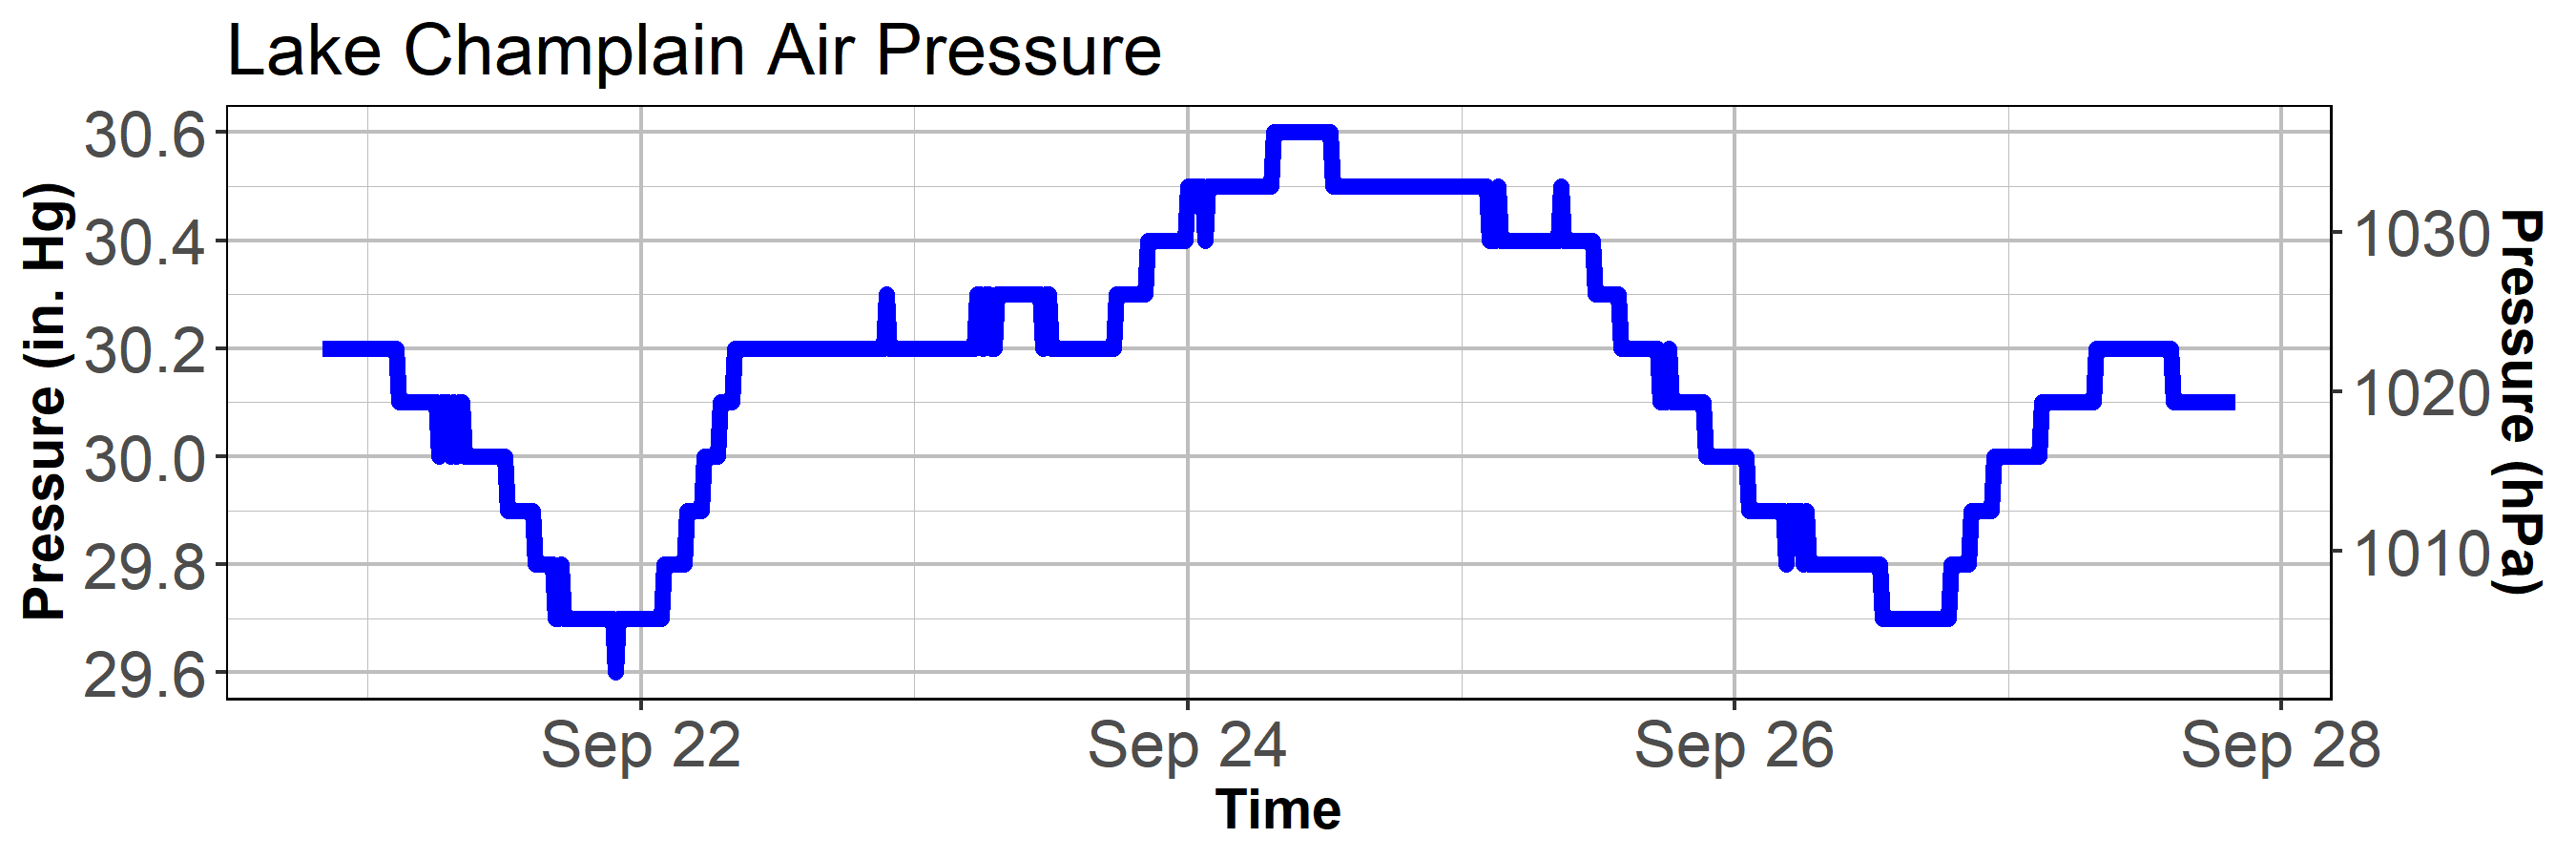 Lake Champlain Air Pressure
Pressure (in. Hg)
30.6
30.4
30.2
30.0
29.8
29.6
1030
1020
1010
Pressure (hPa)
Sep 22
Sep 24
Sep 26
Sep 28
Time